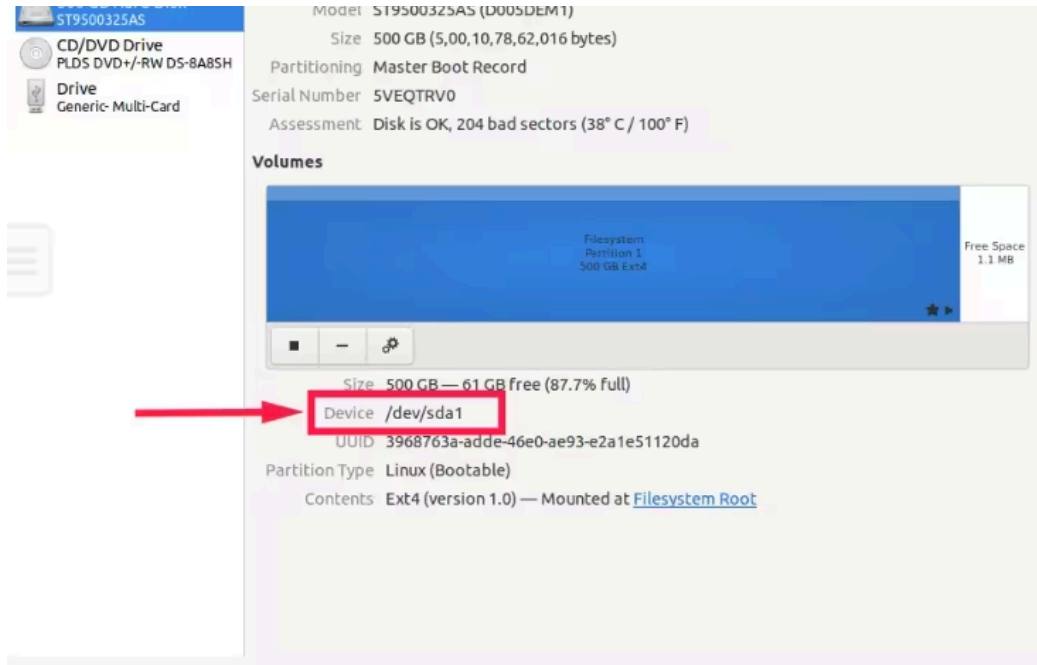 500 GB Hard Disk
ST9500325AS
CD/DVD Drive
PLDS DVD+/-RW DS-8A8SH
Drive
Generic- Multi-Card
Model ST9500325AS (D005DEM1)
Size 500 GB (5,00,10,78,62,016 bytes)
Partitioning Master Boot Record
Serial Number 5VEQTRV0
Assessment Disk is OK, 204 bad sectors (38° C / 100° F)
Volumes
Filesystem
Partition 1
500 GB Ext4
Free Space
1.1 MB
Size 500 GB — 61 GB free (87.7% full)
Device /dev/sda1
UUID 3968763a-adde-46e0-ae93-e2a1e51120da
Partition Type Linux (Bootable)
Contents Ext4 (version 1.0) — Mounted at Filesystem Root